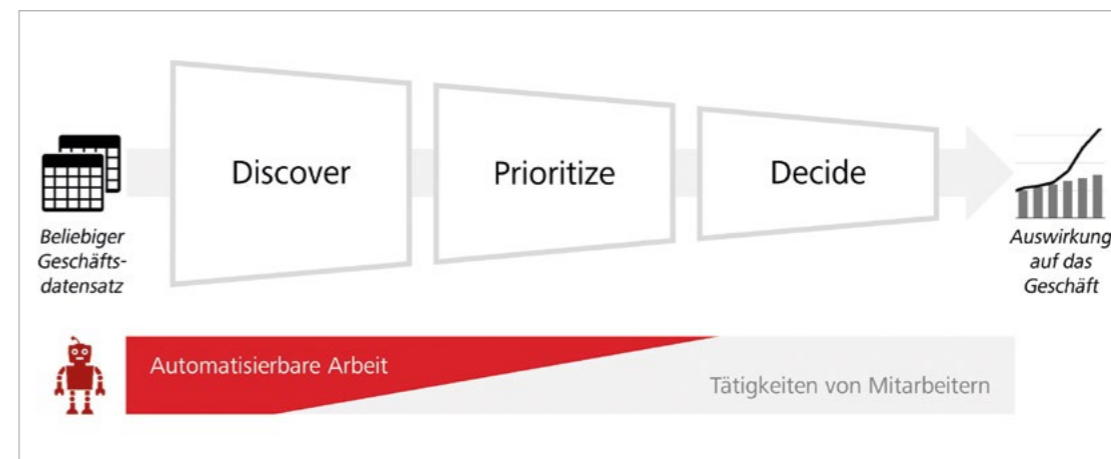 Discover
Prioritize
Decide
Beliebiger
Geschäfts-
datensatz
Auswirkung
auf das
Geschäft
Automatisierbare Arbeit
Tätigkeiten von Mitarbeitern